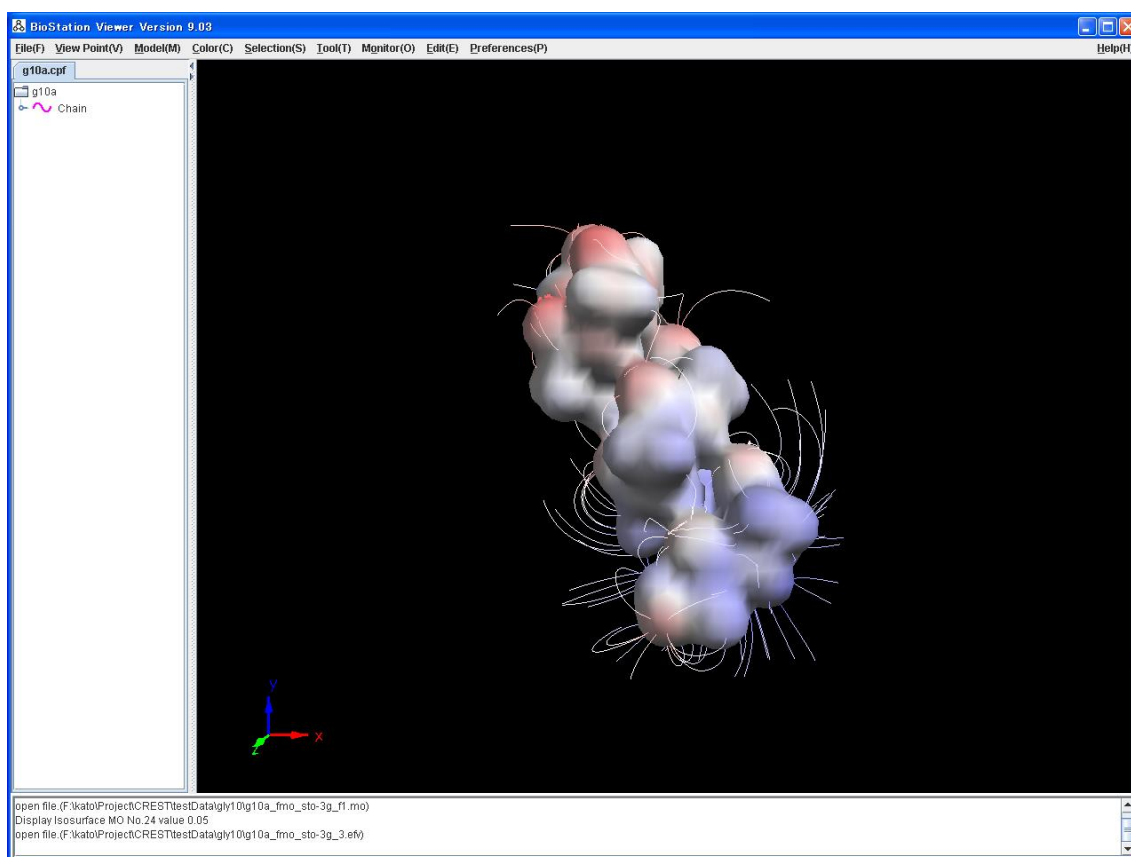 BioStation Viewer Version 9.03
File(F) View Point(V) Model(M) Color(C) Selection(S) Tool(T) Monitor(O) Edit(E) Preferences(P) Help(H)
g10a.cpf
g10a
Chain
Y
X
Z
open file.(F:\kato\Project\CREST\testData\gly10\g10a_fmo_sto-3g_f1.mo)
Display Isosurface MO No.24 value 0.05
open file.(F:\kato\Project\CREST\testData\gly10\g10a_fmo_sto-3g_3.efv)